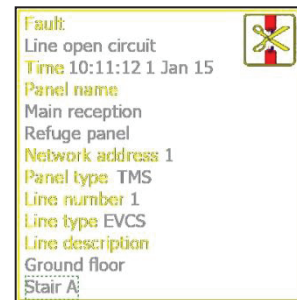 Fault
Line open circuit
Time 10:11:12 1 Jan 15
Panel name
Main reception
Refuge panel
Network address 1
Panel type TMS
Line number 1
Line type EVCS
Line description
Ground floor
Stair A